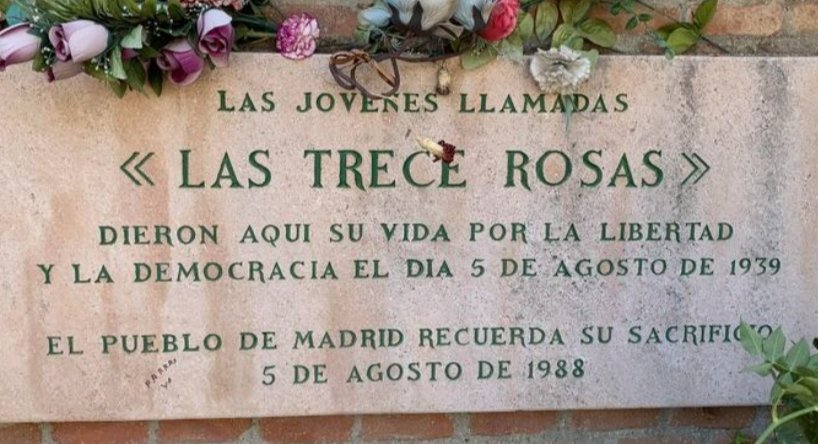 LAS JOVENES LLAMADAS
« LAS TRECE ROSAS »
DIERON AQUI SU VIDA POR LA LIBERTAD
Y LA DEMOCRACIA EL DIA 5 DE AGOSTO DE 1939
EL PUEBLO DE MADRID RECUERDA SU SACRIFICIO
5 DE AGOSTO DE 1988